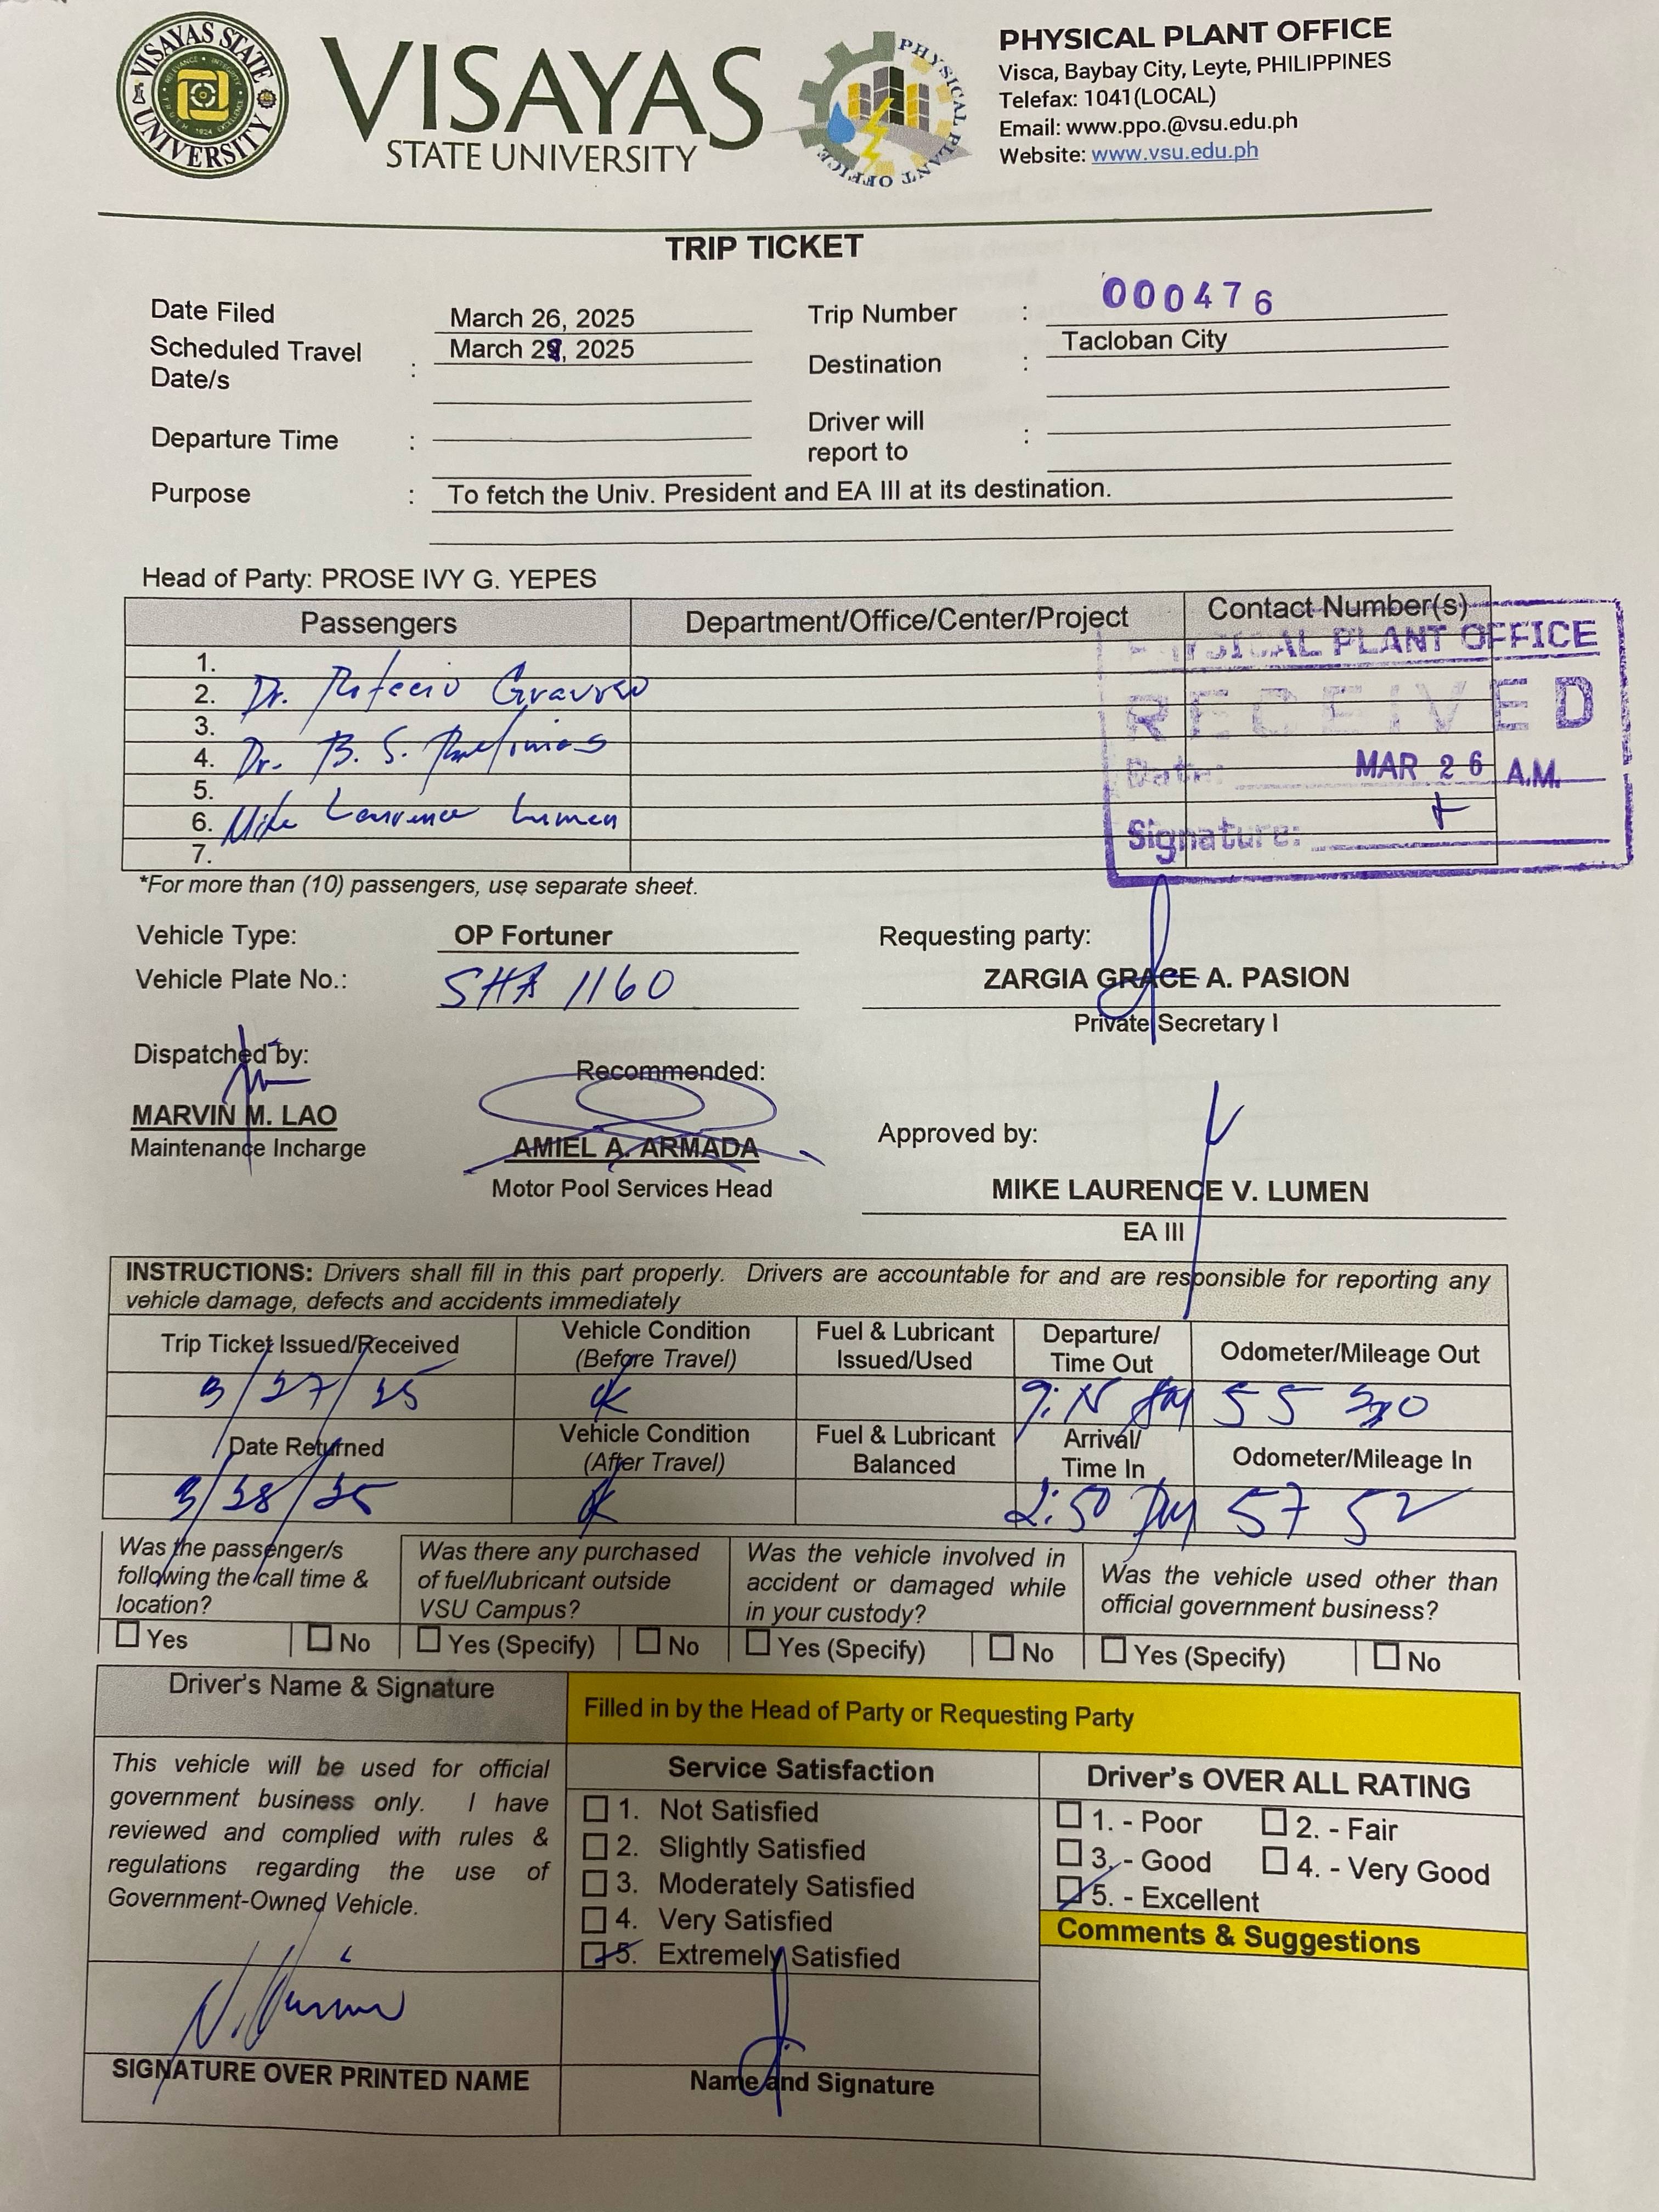 VISAYAS STATE UNIVERSITY
VISAYAS
STATE UNIVERSITY
PHYSICAL PLANT OFFICE
PHYSICAL PLANT OFFICE
Visca, Baybay City, Leyte, PHILIPPINES
Telefax: 1041(LOCAL)
Email: www.ppo.@vsu.edu.ph
Website: www.vsu.edu.ph
TRIP TICKET
Date Filed March 26, 2025 Trip Number : 000476
Scheduled Travel Date/s : March 2, 2025 Destination : Tacloban City
Departure Time : Driver will report to :
Purpose : To fetch the Univ. President and EA III at its destination.
Head of Party: PROSE IVY G. YEPES
Passengers Department/Office/Center/Project Contact Number(s)
1.
2. Dr.
3.
4. Dr. B. S.
5.
6. Mike Laurence Lumen
7.
PHYSICAL PLANT OFFICE
RECEIVED
Date: MAR 26 A.M.
Signature:
*For more than (10) passengers, use separate sheet.
Vehicle Type: OP Fortuner Requesting party:
Vehicle Plate No.: SHA 1160 ZARGIA GRACE A. PASION
Private Secretary I
Dispatched by: Recommended:
MARVIN M. LAO AMIEL A. ARMADA Approved by:
Maintenance Incharge Motor Pool Services Head MIKE LAURENCE V. LUMEN
EA III
INSTRUCTIONS: Drivers shall fill in this part properly. Drivers are accountable for and are responsible for reporting any
vehicle damage, defects and accidents immediately
Trip Ticket Issued/Received Vehicle Condition (Before Travel) Fuel & Lubricant Issued/Used Departure/ Time Out Odometer/Mileage Out
3/27/25 ok
Date Returned Vehicle Condition (After Travel) Fuel & Lubricant Balanced Arrival/ Time In Odometer/Mileage In
3/28/25 ok 2:50 57 52
Was the passenger/s following the call time & location? Was there any purchased of fuel/lubricant outside VSU Campus? Was the vehicle involved in accident or damaged while in your custody? Was the vehicle used other than official government business?
Yes No Yes (Specify) No Yes (Specify) No Yes (Specify) No
Driver's Name & Signature Filled in by the Head of Party or Requesting Party
This vehicle will be used for official
government business only. I have
reviewed and complied with rules &
regulations regarding the use of
Government-Owned Vehicle.
SIGNATURE OVER PRINTED NAME
Service Satisfaction
1. Not Satisfied
2. Slightly Satisfied
3. Moderately Satisfied
4. Very Satisfied
5. Extremely Satisfied
Name and Signature
Driver's OVER ALL RATING
1. - Poor 2. - Fair
3. - Good 4. - Very Good
5. - Excellent
Comments & Suggestions